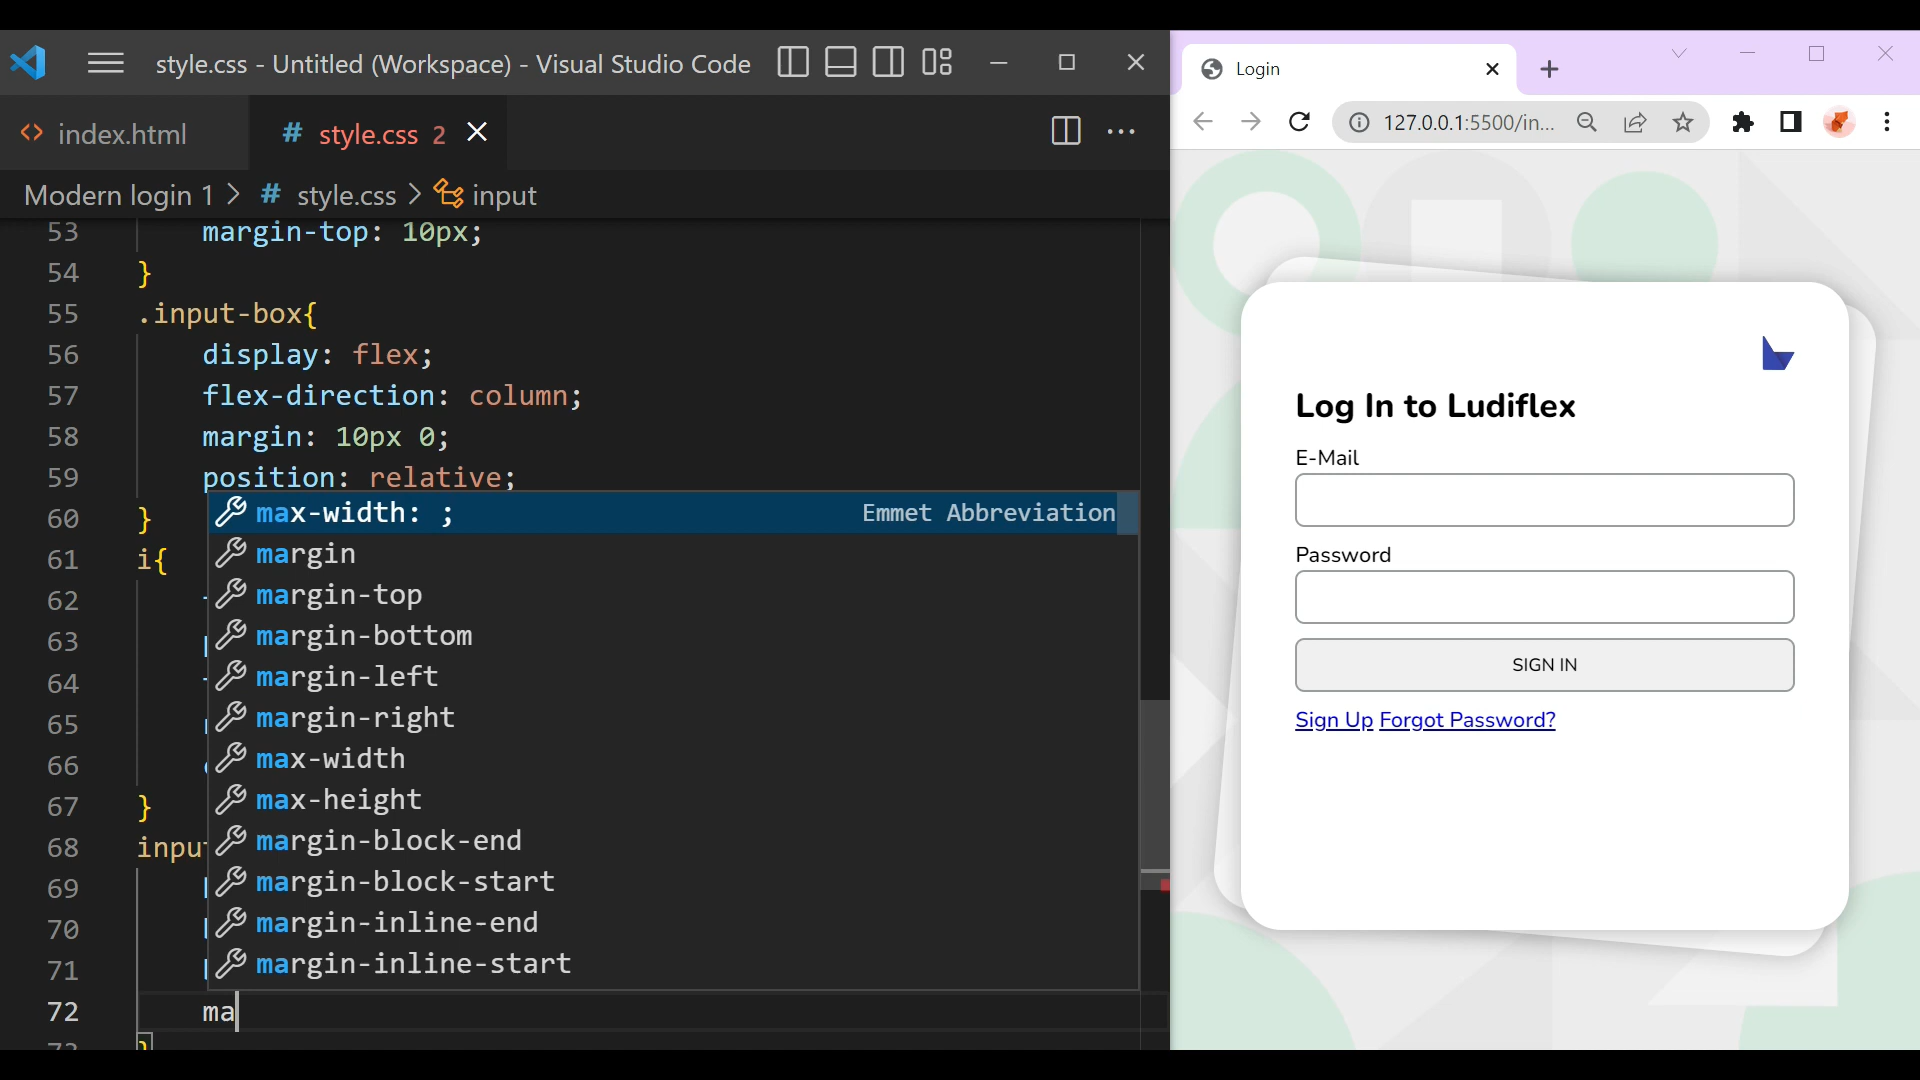 style.css - Untitled (Workspace) - Visual Studio Code
index.html
# style.css 2
Modern login 1 > # style.css > input
53 margin-top: 10px;
54 }
55 .input-box{
56 display: flex;
57 flex-direction: column;
58 margin: 10px 0;
59 position: relative;
60 }
61 i{
62
63
64
65
66
67 }
68 inpu
69
70
71
72 ma
max-width: ; Emmet Abbreviation
margin
margin-top
margin-bottom
margin-left
margin-right
max-width
max-height
margin-block-end
margin-block-start
margin-inline-end
margin-inline-start
Login
127.0.0.1:5500/in...
Log In to Ludiflex
E-Mail
Password
SIGN IN
Sign Up Forgot Password?